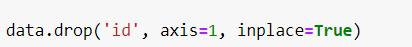 data.drop('id', axis=1, inplace=True)